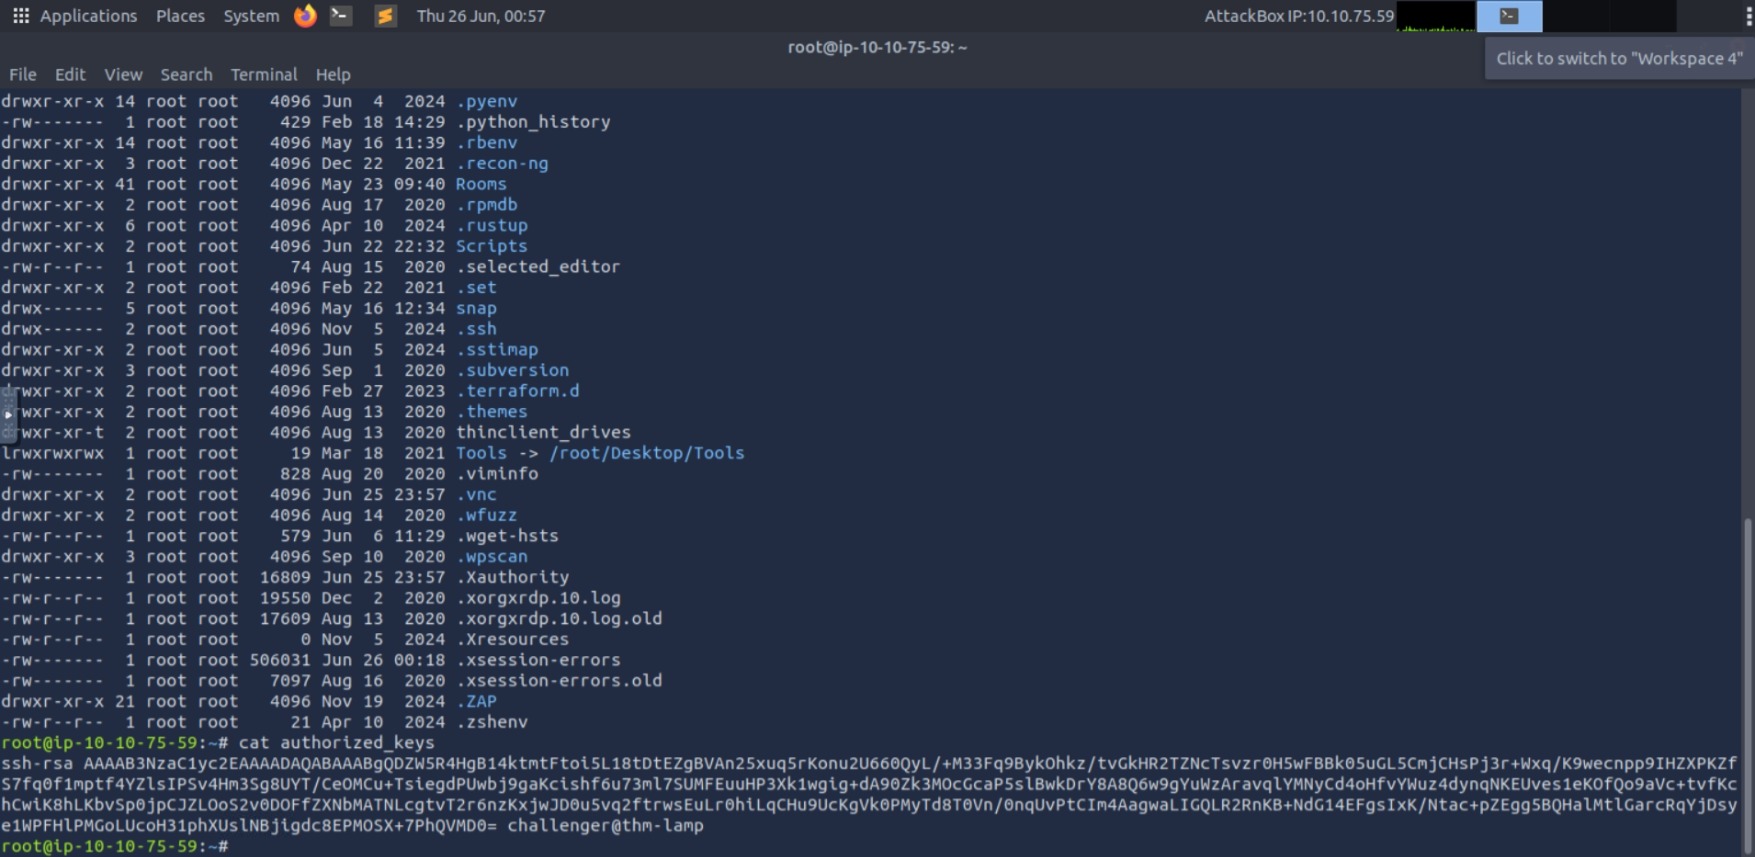 Applications Places System Thu 26 Jun, 00:57 AttackBox IP:10.10.75.59
root@ip-10-10-75-59: ~
Click to switch to "Workspace 4"
File Edit View Search Terminal Help
drwxr-xr-x 14 root root 4096 Jun 4 2024 .pyenv
-rw------- 1 root root 429 Feb 18 14:29 .python_history
drwxr-xr-x 14 root root 4096 May 16 11:39 .rbenv
drwxr-xr-x 3 root root 4096 Dec 22 2021 .recon-ng
drwxr-xr-x 41 root root 4096 May 23 09:40 Rooms
drwxr-xr-x 2 root root 4096 Aug 17 2020 .rpmdb
drwxr-xr-x 6 root root 4096 Apr 10 2024 .rustup
drwxr-xr-x 2 root root 4096 Jun 22 22:32 Scripts
-rw-r--r-- 1 root root 74 Aug 15 2020 .selected_editor
drwxr-xr-x 2 root root 4096 Feb 22 2021 .set
drwx------ 5 root root 4096 May 16 12:34 snap
drwx------ 2 root root 4096 Nov 5 2024 .ssh
drwxr-xr-x 2 root root 4096 Jun 5 2024 .sstimap
drwxr-xr-x 3 root root 4096 Sep 1 2020 .subversion
drwxr-xr-x 2 root root 4096 Feb 27 2023 .terraform.d
drwxr-xr-x 2 root root 4096 Aug 13 2020 .themes
drwxr-xr-t 2 root root 4096 Aug 13 2020 thinclient_drives
lrwxrwxrwx 1 root root 19 Mar 18 2021 Tools -> /root/Desktop/Tools
-rw------- 1 root root 828 Aug 20 2020 .viminfo
drwxr-xr-x 2 root root 4096 Jun 25 23:57 .vnc
drwxr-xr-x 2 root root 4096 Aug 14 2020 .wfuzz
-rw-r--r-- 1 root root 579 Jun 6 11:29 .wget-hsts
drwxr-xr-x 3 root root 4096 Sep 10 2020 .wpscan
-rw------- 1 root root 16809 Jun 25 23:57 .Xauthority
-rw-r--r-- 1 root root 19550 Dec 2 2020 .xorgxrdp.10.log
-rw-r--r-- 1 root root 17609 Aug 13 2020 .xorgxrdp.10.log.old
-rw-r--r-- 1 root root 0 Nov 5 2024 .Xresources
-rw------- 1 root root 506031 Jun 26 00:18 .xsession-errors
-rw------- 1 root root 7097 Aug 16 2020 .xsession-errors.old
drwxr-xr-x 21 root root 4096 Nov 19 2024 .ZAP
-rw-r--r-- 1 root root 21 Apr 10 2024 .zshenv
root@ip-10-10-75-59:~# cat authorized_keys
ssh-rsa AAAAB3NzaC1yc2EAAAADAQABAAABgQDZW5R4HgB14ktmtFtoi5L18tDtEZgBVAn25xuq5rKonu2U660QyL/+M33Fq9BykOhkz/tvGkHR2TZNcTsvzr0H5wFBBk05uGL5CmjCHsPj3r+Wxq/K9wecnpp9IHZXPKZf
S7fq0f1mptf4YZlsIPSv4Hm3Sg8UYT/CeOMCu+TsiegdPUwbj9gaKcishf6u73ml7SUMFEuuHP3Xk1wgig+dA90Zk3MOcGcaP5slBwkDrY8A8Q6w9gYuWzAravqlYMNyCd4oHfvYWuz4dynqNKEUves1eKOfQo9aVc+tvfKc
hCwiK8hLKbvSp0jpCJZLOoS2v0DOFfZXNbMATNLcgtvT2r6nzKxjwJD0u5vq2ftrwsEuLr0hiLqCHu9UcKgVk0PMyTd8T0Vn/0nqUvPtCIm4AagwaLIGQLR2RnKB+NdG14EFgsIxK/Ntac+pZEgg5BQHalMtlGarcRqYjDsy
e1WPFHlPMGoLUcoH31phXUslNBjigdc8EPMOSX+7PhQVMD0= challenger@thm-lamp
root@ip-10-10-75-59:~#